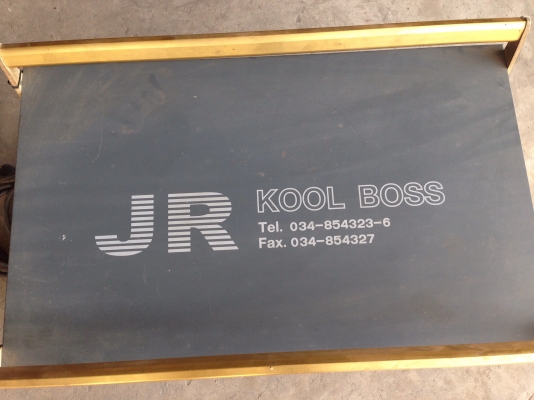 JR KOOL BOSS
Tel. 034-854323-6
Fax. 034-854327